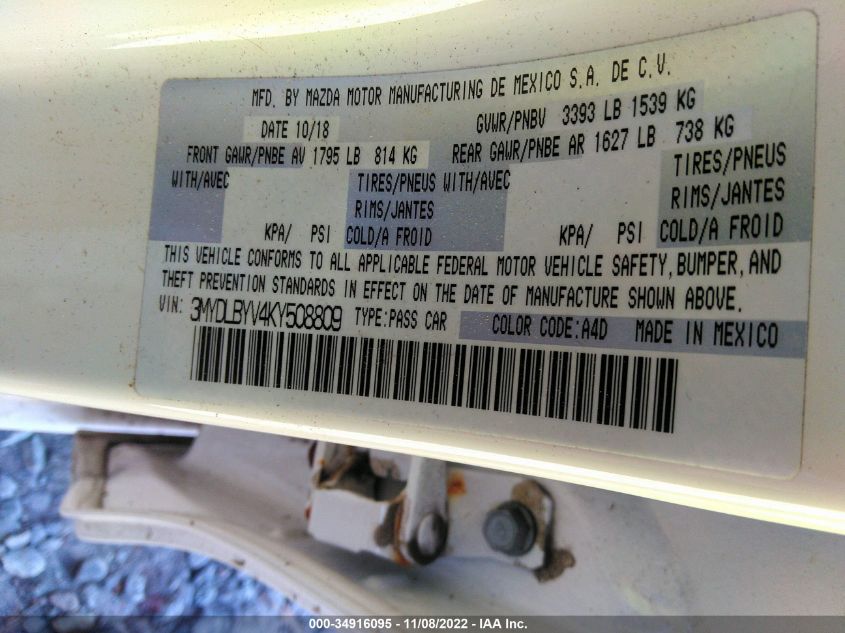 MFD. BY MAZDA MOTOR MANUFACTURING DE MEXICO S.A. DE C.V.
DATE 10/18 GVWR/PNBV 3393 LB 1539 KG
FRONT GAWR/PNBE AV 1795 LB 814 KG REAR GAWR/PNBE AR 1627 LB 738 KG
WITH/AVEC TIRES/PNEUS WITH/AVEC TIRES/PNEUS
RIMS/JANTES RIMS/JANTES
KPA/ PSI COLD/A FROID KPA/ PSI COLD/A FROID
THIS VEHICLE CONFORMS TO ALL APPLICABLE FEDERAL MOTOR VEHICLE SAFETY, BUMPER, AND
THEFT PREVENTION STANDARDS IN EFFECT ON THE DATE OF MANUFACTURE SHOWN ABOVE.
VIN: 3MYDLBYV4KY508809 TYPE:PASS CAR COLOR CODE:A4D MADE IN MEXICO
000-34916095 - 11/08/2022 - IAA Inc.